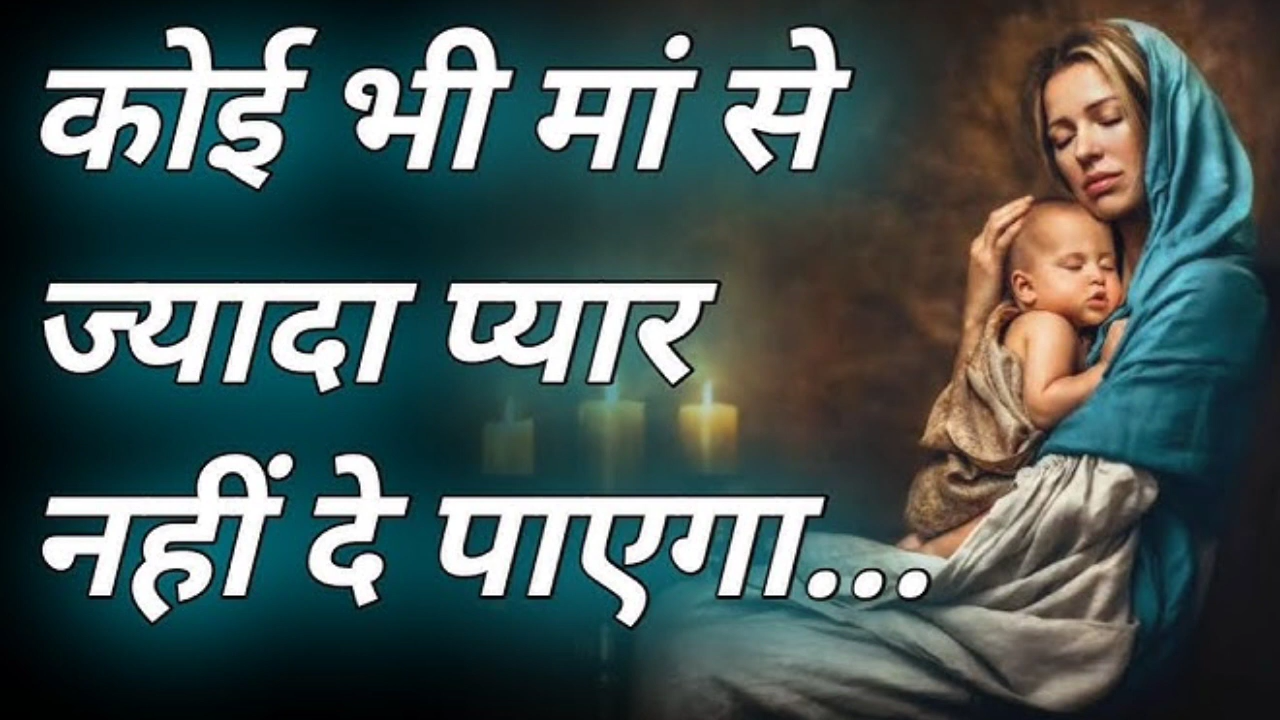 कोई भी मां से
ज्यादा प्यार
नहीं दे पाएगा...